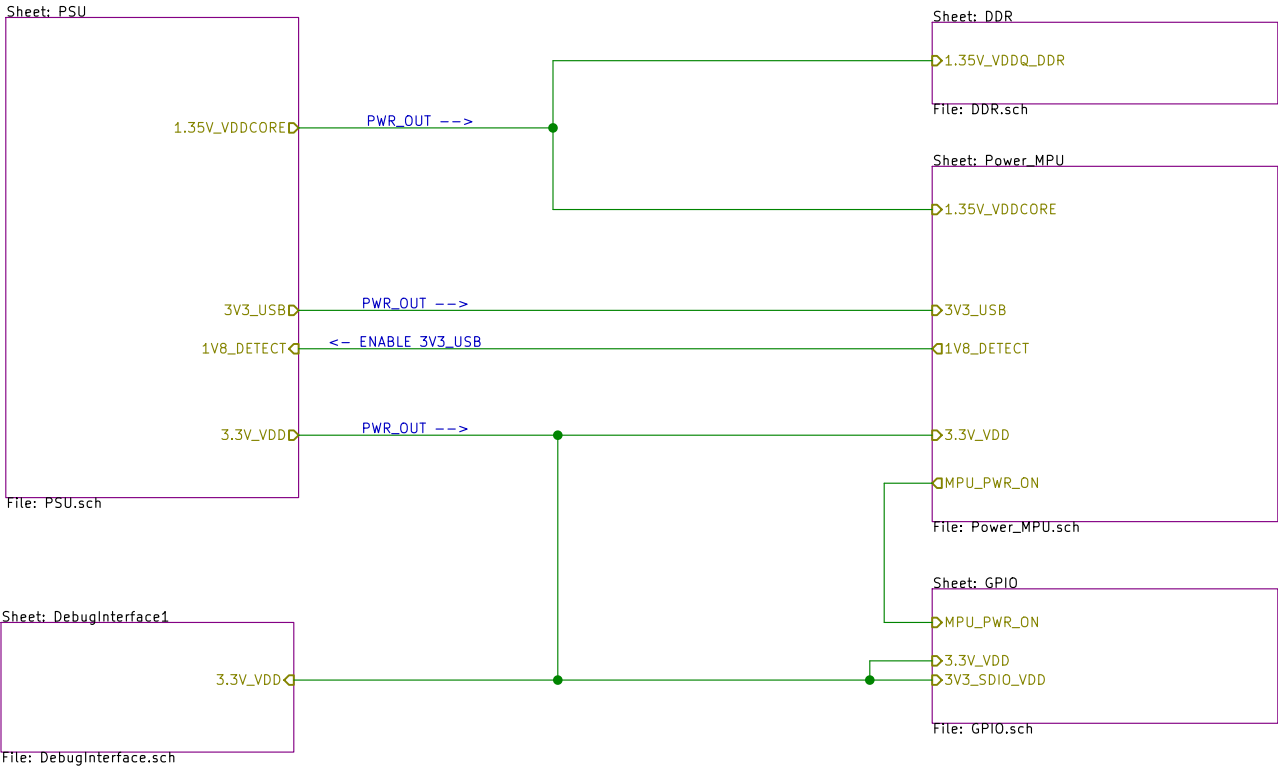 Sheet: PSU
1.35V_VDDCORE
3V3_USB
1V8_DETECT
3.3V_VDD
File: PSU.sch
PWR_OUT -->
PWR_OUT -->
<- ENABLE 3V3_USB
PWR_OUT -->
Sheet: DDR
1.35V_VDDQ_DDR
File: DDR.sch
Sheet: Power_MPU
1.35V_VDDCORE
3V3_USB
1V8_DETECT
3.3V_VDD
MPU_PWR_ON
File: Power_MPU.sch
Sheet: DebugInterface1
3.3V_VDD
File: DebugInterface.sch
Sheet: GPIO
MPU_PWR_ON
3.3V_VDD
3V3_SDIO_VDD
File: GPIO.sch